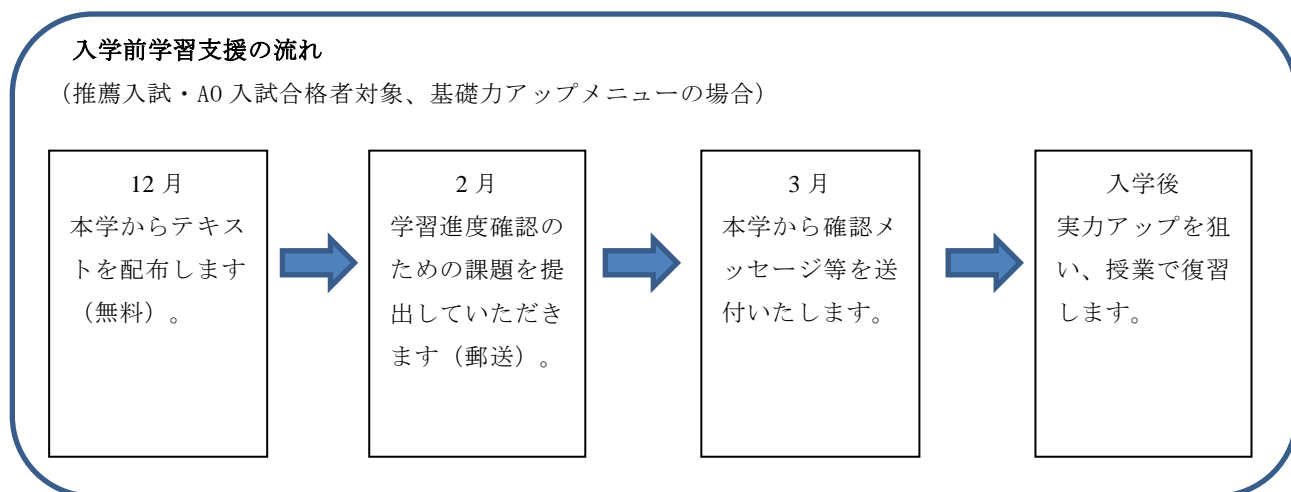 入学前学習支援の流れ
（推薦入試・AO 入試合格者対象、基礎力アップメニューの場合）
12 月
本学からテキス
トを配布します
（無料）。
2 月
学習進度確認の
ための課題を提
出していただき
ます（郵送）。
3 月
本学から確認メ
ッセージ等を送
付いたします。
入学後
実力アップを狙
い、授業で復習
します。